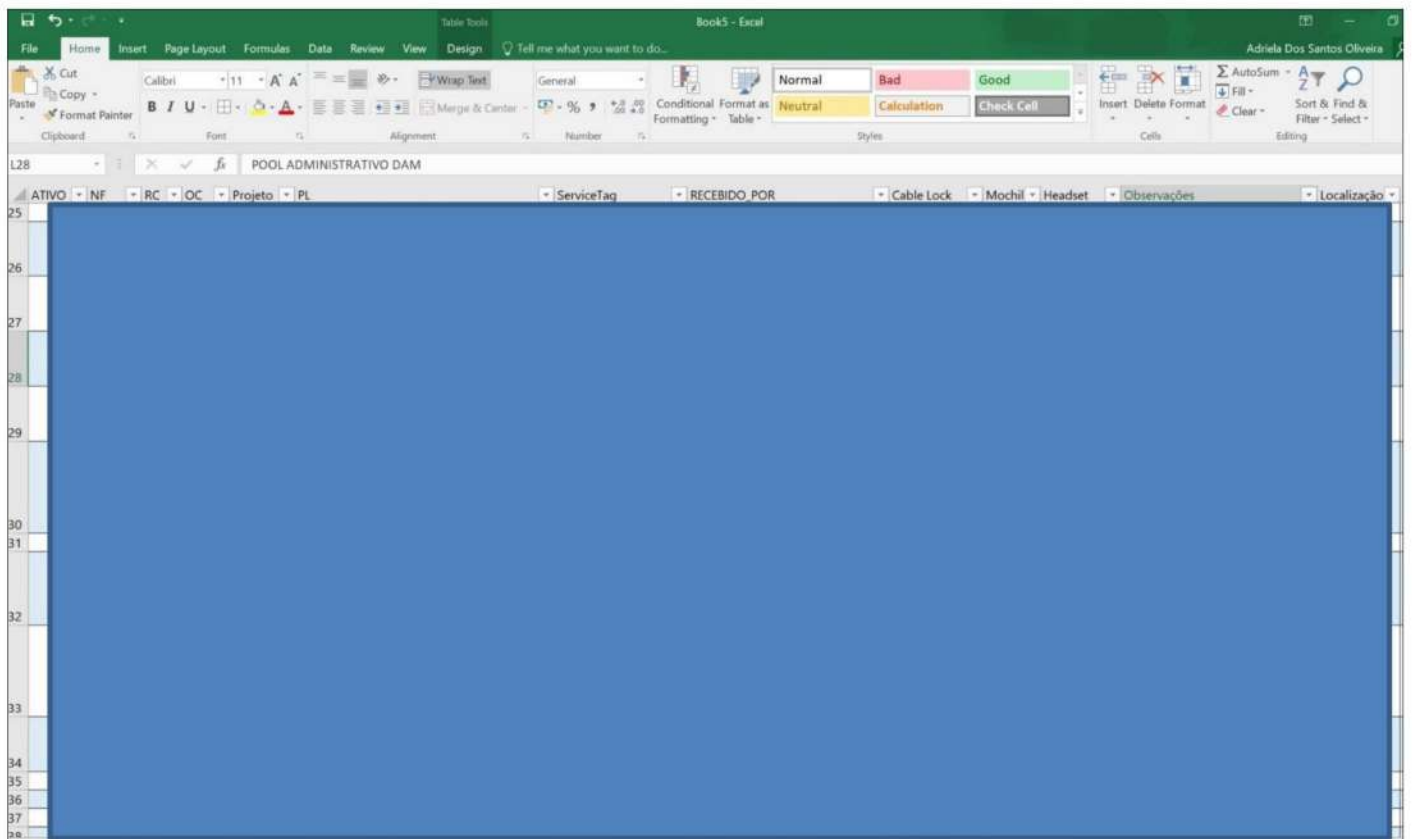 Table Tools Book5 - Excel
File Home Insert Page Layout Formulas Data Review View Design Tell me what you want to do... Adriela Dos Santos Oliveira
Paste Cut Copy Format Painter
Calibri 11 A A Wrap Text General Conditional Formatting Format as Table Normal Bad Good Insert Delete Format AutoSum Fill Clear Sort & Filter Find & Select
B I U A Merge & Center % Neutral Calculation Check Cell
Clipboard Font Alignment Number Styles Cells Editing
L28 fx POOL ADMINISTRATIVO DAM
ATIVO NF RC OC Projeto PL ServiceTag RECEBIDO_POR Cable Lock Mochil Headset Observações Localização
25
26
27
28
29
30
31
32
33
34
35
36
37
38